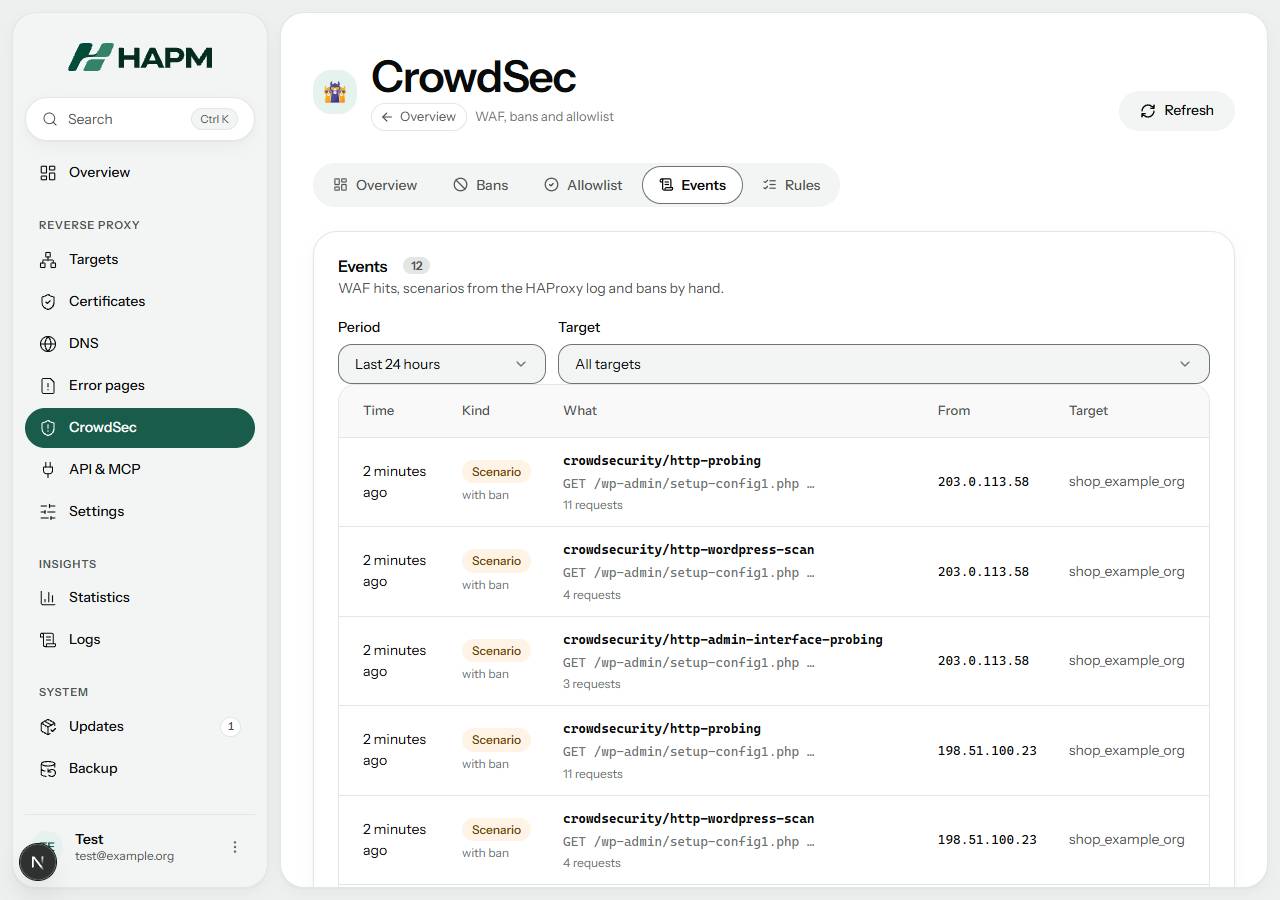 HAPM
Search
Ctrl K
Overview
REVERSE PROXY
Targets
Certificates
DNS
Error pages
CrowdSec
API & MCP
Settings
INSIGHTS
Statistics
Logs
SYSTEM
Updates
1
Backup
Test
test@example.org
N
CrowdSec
Overview
WAF, bans and allowlist
Refresh
Overview
Bans
Allowlist
Events
Rules
Events 12
WAF hits, scenarios from the HAProxy log and bans by hand.
Period
Target
Last 24 hours
All targets
Time Kind What From Target
2 minutes ago
Scenario
with ban
crowdsecurity/http-probing
GET /wp-admin/setup-config1.php …
11 requests
203.0.113.58
shop_example_org
2 minutes ago
Scenario
with ban
crowdsecurity/http-wordpress-scan
GET /wp-admin/setup-config1.php …
4 requests
203.0.113.58
shop_example_org
2 minutes ago
Scenario
with ban
crowdsecurity/http-admin-interface-probing
GET /wp-admin/setup-config1.php …
3 requests
203.0.113.58
shop_example_org
2 minutes ago
Scenario
with ban
crowdsecurity/http-probing
GET /wp-admin/setup-config1.php …
11 requests
198.51.100.23
shop_example_org
2 minutes ago
Scenario
with ban
crowdsecurity/http-wordpress-scan
GET /wp-admin/setup-config1.php …
4 requests
198.51.100.23
shop_example_org